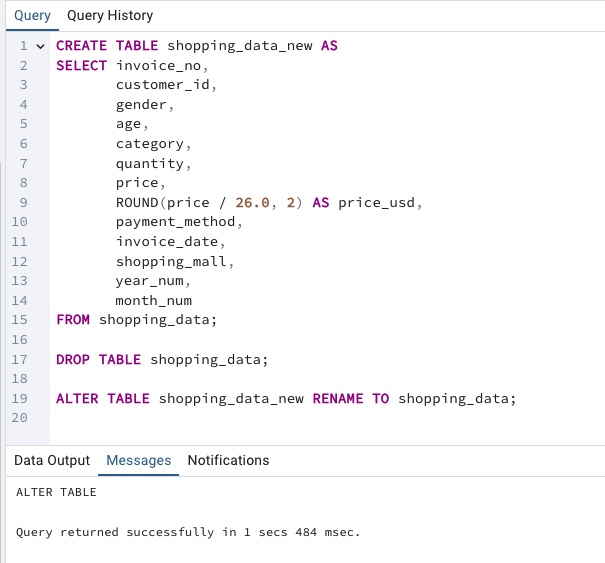 Query Query History
1 CREATE TABLE shopping_data_new AS
2 SELECT invoice_no,
3 customer_id,
4 gender,
5 age,
6 category,
7 quantity,
8 price,
9 ROUND(price / 26.0, 2) AS price_usd,
10 payment_method,
11 invoice_date,
12 shopping_mall,
13 year_num,
14 month_num
15 FROM shopping_data;
16
17 DROP TABLE shopping_data;
18
19 ALTER TABLE shopping_data_new RENAME TO shopping_data;
20
Data Output Messages Notifications
ALTER TABLE
Query returned successfully in 1 secs 484 msec.